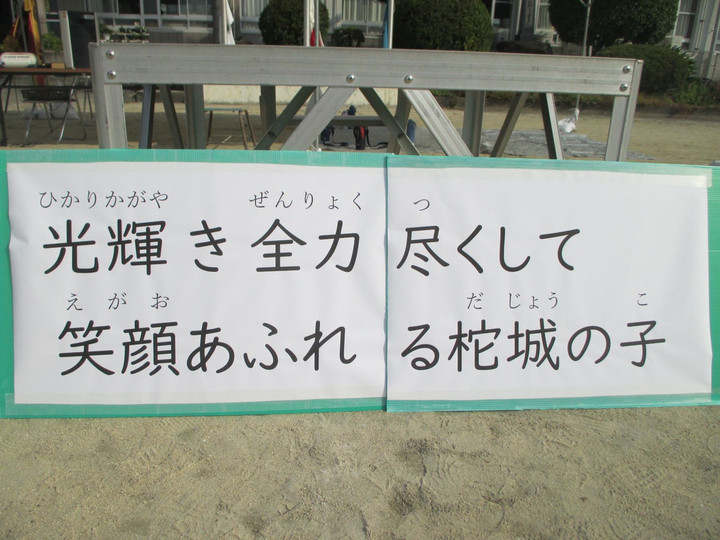 ひかりかがや ぜんりょく つ
光輝き全力尽くして
えがお だじょう こ
笑顔あふれる柁城の子